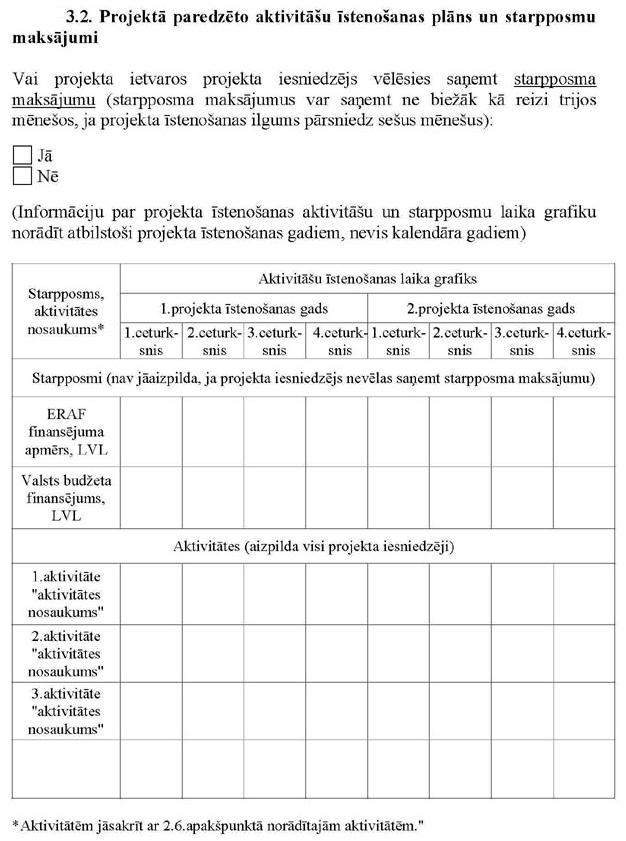 3.2. Projektā paredzēto aktivitāšu īstenošanas plāns un starpposmu
maksājumi
Vai projekta ietvaros projekta iesniedzējs vēlēsies saņemt starpposma
maksājumu (starpposma maksājumus var saņemt ne biežāk kā reizi trijos
mēnešos, ja projekta īstenošanas ilgums pārsniedz sešus mēnešus):
Jā
Nē
(Informāciju par projekta īstenošanas aktivitāšu un starpposmu laika grafiku
norādīt atbilstoši projekta īstenošanas gadiem, nevis kalendāra gadiem)
Starpposms,
aktivitātes
nosaukums*
Aktivitāšu īstenošanas laika grafiks
1.projekta īstenošanas gads 2.projekta īstenošanas gads
1.ceturk- 2.ceturk- 3.ceturk- 4.ceturk- 1.ceturk- 2.ceturk- 3.ceturk- 4.ceturk-
snis snis snis snis snis snis snis snis
Starpposmi (nav jāaizpilda, ja projekta iesniedzējs nevēlas saņemt starpposma maksājumu)
ERAF
finansējuma
apmērs, LVL
Valsts budžeta
finansējums,
LVL
Aktivitātes (aizpilda visi projekta iesniedzēji)
1.aktivitāte
"aktivitātes
nosaukums"
2.aktivitāte
"aktivitātes
nosaukums"
3.aktivitāte
"aktivitātes
nosaukums"
*Aktivitātēm jāsakrīt ar 2.6.apakšpunktā norādītajām aktivitātēm."